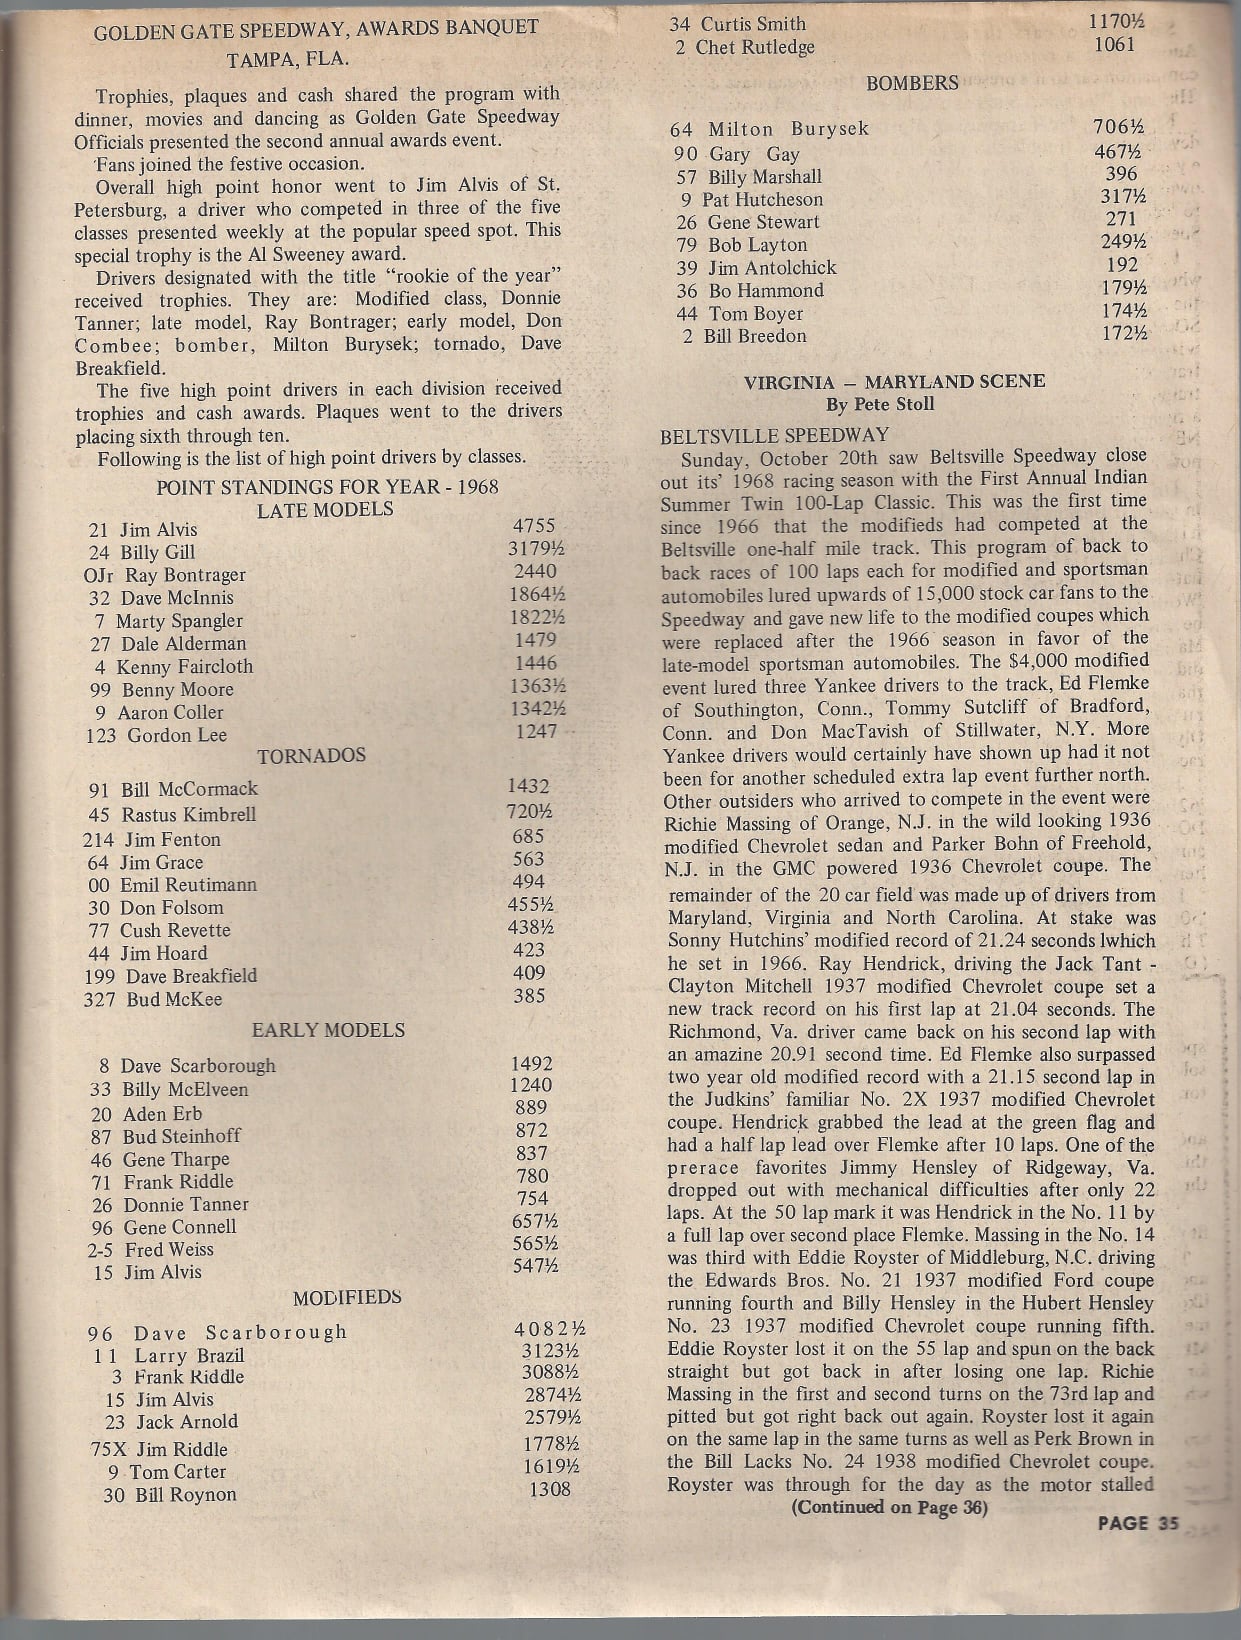 GOLDEN GATE SPEEDWAY, AWARDS BANQUET
TAMPA, FLA.
Trophies, plaques and cash shared the program with
dinner, movies and dancing as Golden Gate Speedway
Officials presented the second annual awards event.
Fans joined the festive occasion.
Overall high point honor went to Jim Alvis of St.
Petersburg, a driver who competed in three of the five
classes presented weekly at the popular speed spot. This
special trophy is the Al Sweeney award.
Drivers designated with the title “rookie of the year”
received trophies. They are: Modified class, Donnie
Tanner; late model, Ray Bontrager; early model, Don
Combee; bomber, Milton Burysek; tornado, Dave
Breakfield.
The five high point drivers in each division received
trophies and cash awards. Plaques went to the drivers
placing sixth through ten.
Following is the list of high point drivers by classes.
POINT STANDINGS FOR YEAR - 1968
LATE MODELS
21 Jim Alvis 4755
24 Billy Gill 3179½
OJr Ray Bontrager 2440
32 Dave McInnis 1864½
7 Marty Spangler 1822½
27 Dale Alderman 1479
4 Kenny Faircloth 1446
99 Benny Moore 1363½
9 Aaron Coller 1342½
123 Gordon Lee 1247
TORNADOS
91 Bill McCormack 1432
45 Rastus Kimbrell 720½
214 Jim Fenton 685
64 Jim Grace 563
00 Emil Reutimann 494
30 Don Folsom 455½
77 Cush Revette 438½
44 Jim Hoard 423
199 Dave Breakfield 409
327 Bud McKee 385
EARLY MODELS
8 Dave Scarborough 1492
33 Billy McElveen 1240
20 Aden Erb 889
87 Bud Steinhoff 872
46 Gene Tharpe 837
71 Frank Riddle 780
26 Donnie Tanner 754
96 Gene Connell 657½
2-5 Fred Weiss 565½
15 Jim Alvis 547½
MODIFIEDS
96 Dave Scarborough 4082½
11 Larry Brazil 3123½
3 Frank Riddle 3088½
15 Jim Alvis 2874½
23 Jack Arnold 2579½
75X Jim Riddle 1778½
9 Tom Carter 1619½
30 Bill Roynon 1308
34 Curtis Smith 1170½
2 Chet Rutledge 1061
BOMBERS
64 Milton Burysek 706½
90 Gary Gay 467½
57 Billy Marshall 396
9 Pat Hutcheson 317½
26 Gene Stewart 271
79 Bob Layton 249½
39 Jim Antolchick 192
36 Bo Hammond 179½
44 Tom Boyer 174½
2 Bill Breedon 172½
VIRGINIA – MARYLAND SCENE
By Pete Stoll
BELTSVILLE SPEEDWAY
Sunday, October 20th saw Beltsville Speedway close
out its’ 1968 racing season with the First Annual Indian
Summer Twin 100-Lap Classic. This was the first time
since 1966 that the modifieds had competed at the
Beltsville one-half mile track. This program of back to
back races of 100 laps each for modified and sportsman
automobiles lured upwards of 15,000 stock car fans to the
Speedway and gave new life to the modified coupes which
were replaced after the 1966 season in favor of the
late-model sportsman automobiles. The $4,000 modified
event lured three Yankee drivers to the track, Ed Flemke
of Southington, Conn., Tommy Sutcliff of Bradford,
Conn. and Don MacTavish of Stillwater, N.Y. More
Yankee drivers would certainly have shown up had it not
been for another scheduled extra lap event further north.
Other outsiders who arrived to compete in the event were
Richie Massing of Orange, N.J. in the wild looking 1936
modified Chevrolet sedan and Parker Bohn of Freehold,
N.J. in the GMC powered 1936 Chevrolet coupe. The
remainder of the 20 car field was made up of drivers from
Maryland, Virginia and North Carolina. At stake was
Sonny Hutchins’ modified record of 21.24 seconds lwhich
he set in 1966. Ray Hendrick, driving the Jack Tant -
Clayton Mitchell 1937 modified Chevrolet coupe set a
new track record on his first lap at 21.04 seconds. The
Richmond, Va. driver came back on his second lap with
an amazine 20.91 second time. Ed Flemke also surpassed
two year old modified record with a 21.15 second lap in
the Judkins’ familiar No. 2X 1937 modified Chevrolet
coupe. Hendrick grabbed the lead at the green flag and
had a half lap lead over Flemke after 10 laps. One of the
prerace favorites Jimmy Hensley of Ridgeway, Va.
dropped out with mechanical difficulties after only 22
laps. At the 50 lap mark it was Hendrick in the No. 11 by
a full lap over second place Flemke. Massing in the No. 14
was third with Eddie Royster of Middleburg, N.C. driving
the Edwards Bros. No. 21 1937 modified Ford coupe
running fourth and Billy Hensley in the Hubert Hensley
No. 23 1937 modified Chevrolet coupe running fifth.
Eddie Royster lost it on the 55 lap and spun on the back
straight but got back in after losing one lap. Richie
Massing in the first and second turns on the 73rd lap and
pitted but got right back out again. Royster lost it again
on the same lap in the same turns as well as Perk Brown in
the Bill Lacks No. 24 1938 modified Chevrolet coupe.
Royster was through for the day as the motor stalled
(Continued on Page 36)
PAGE 35